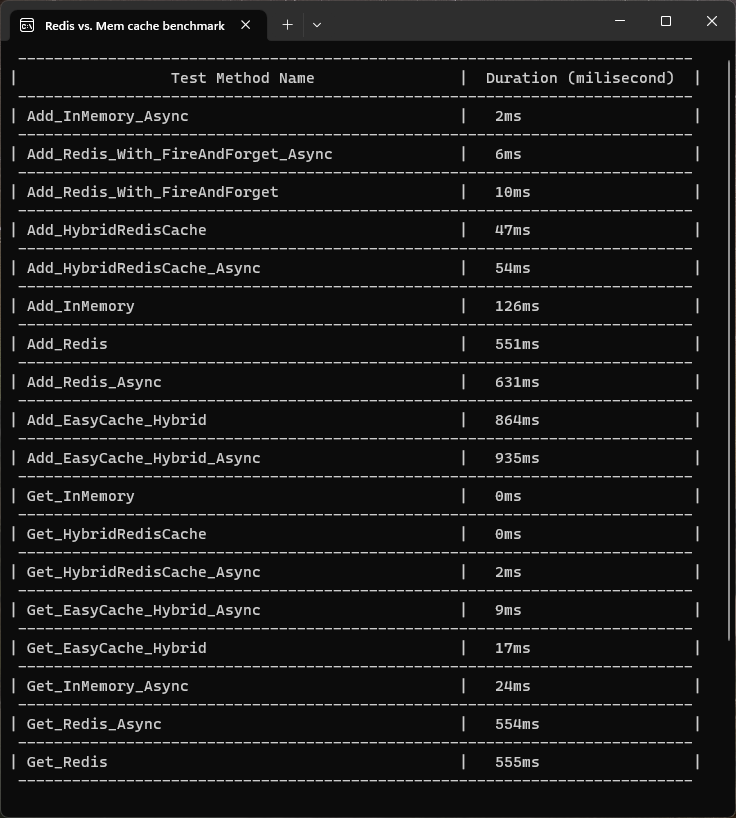 Redis vs. Mem cache benchmark
| Test Method Name | Duration (milisecond) |
| Add_InMemory_Async | 2ms |
| Add_Redis_With_FireAndForget_Async | 6ms |
| Add_Redis_With_FireAndForget | 10ms |
| Add_HybridRedisCache | 47ms |
| Add_HybridRedisCache_Async | 54ms |
| Add_InMemory | 126ms |
| Add_Redis | 551ms |
| Add_Redis_Async | 631ms |
| Add_EasyCache_Hybrid | 864ms |
| Add_EasyCache_Hybrid_Async | 935ms |
| Get_InMemory | 0ms |
| Get_HybridRedisCache | 0ms |
| Get_HybridRedisCache_Async | 2ms |
| Get_EasyCache_Hybrid_Async | 9ms |
| Get_EasyCache_Hybrid | 17ms |
| Get_InMemory_Async | 24ms |
| Get_Redis_Async | 554ms |
| Get_Redis | 555ms |